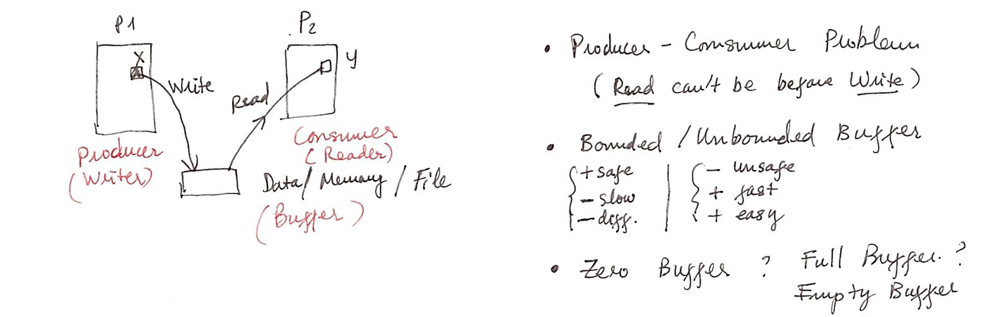 P1
P2
X
y
Write
Read
Producer
(Writer)
Consumer
(Reader)
Data/Memory/File
(Buffer)
• Producer - Consumer Problem
(Read can't be before Write)
• Bounded / Unbounded Buffer
+ safe
- slow
- diff.
- unsafe
+ fast
+ easy
• Zero Buffer ? Full Buffer. ?
Empty Buffer